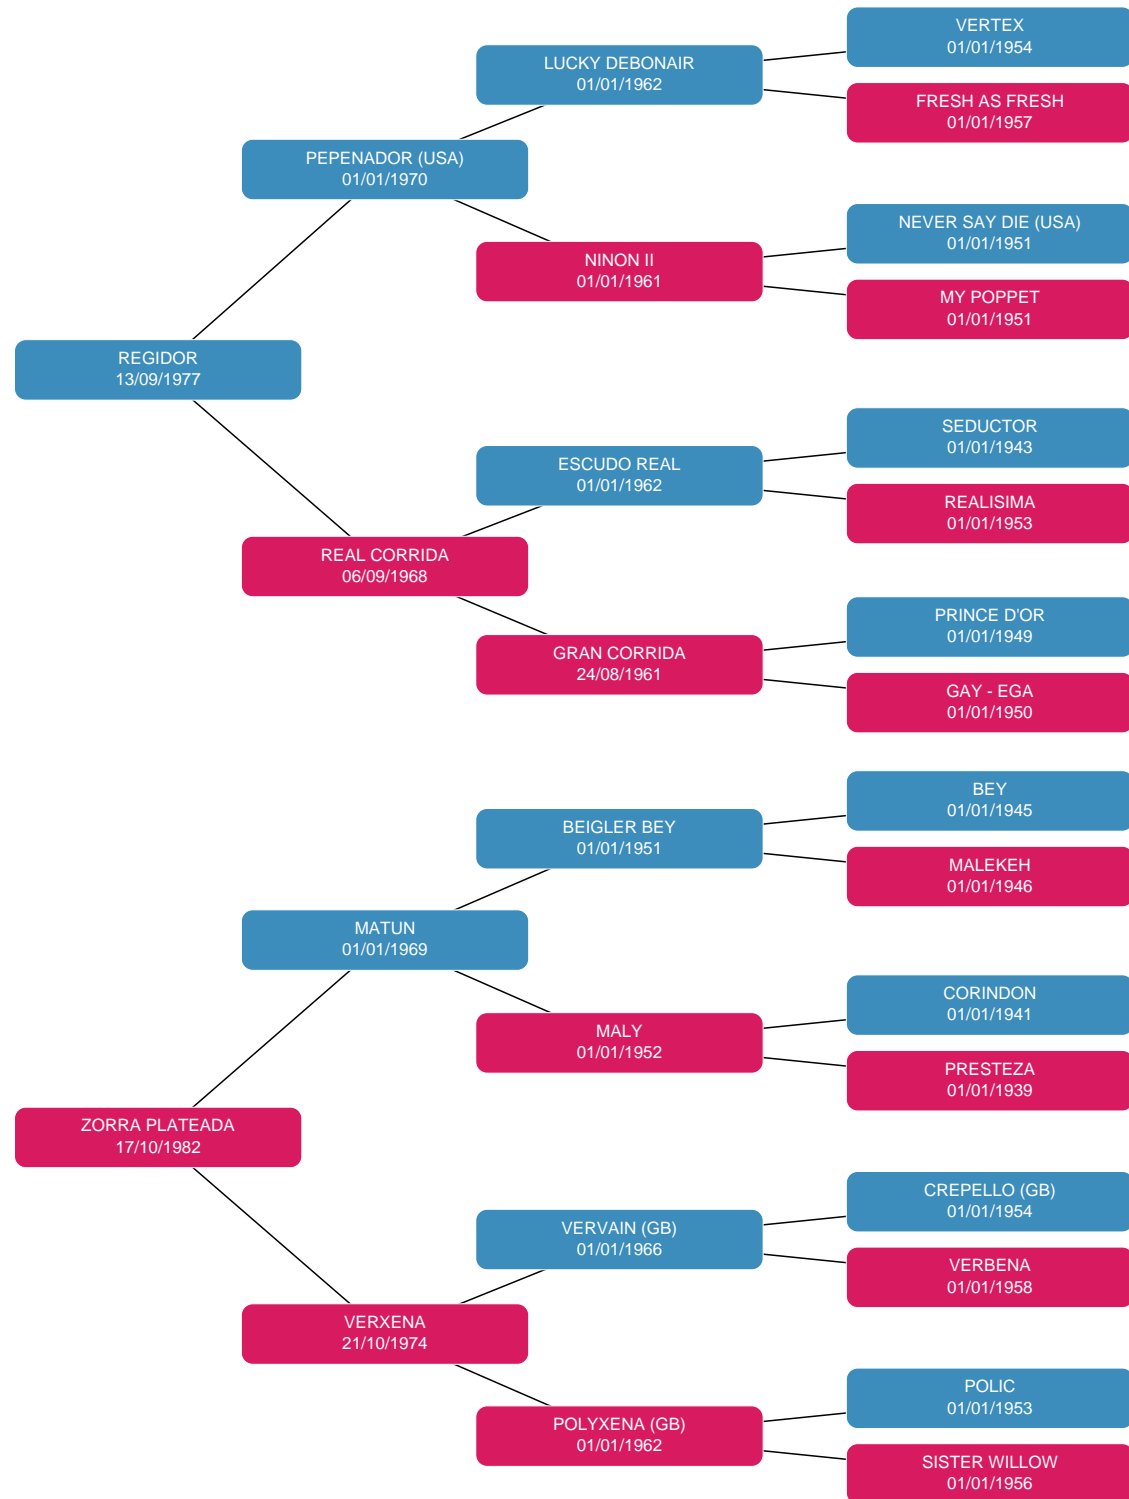 VERTEX
01/01/1954
LUCKY DEBONAIR
01/01/1962
FRESH AS FRESH
01/01/1957
PEPENADOR (USA)
01/01/1970
NEVER SAY DIE (USA)
01/01/1951
NINON II
01/01/1961
MY POPPET
01/01/1951
REGIDOR
13/09/1977
SEDUCTOR
01/01/1943
ESCUDO REAL
01/01/1962
REALISIMA
01/01/1953
REAL CORRIDA
06/09/1968
PRINCE D'OR
01/01/1949
GRAN CORRIDA
24/08/1961
GAY - EGA
01/01/1950
BEY
01/01/1945
BEIGLER BEY
01/01/1951
MALEKEH
01/01/1946
MATUN
01/01/1969
CORINDON
01/01/1941
MALY
01/01/1952
PRESTEZA
01/01/1939
ZORRA PLATEADA
17/10/1982
CREPELLO (GB)
01/01/1954
VERVAIN (GB)
01/01/1966
VERBENA
01/01/1958
VERXENA
21/10/1974
POLIC
01/01/1953
POLYXENA (GB)
01/01/1962
SISTER WILLOW
01/01/1956